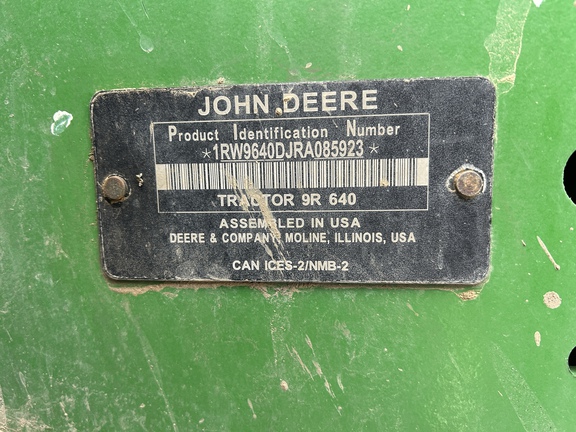 JOHN DEERE
Product Identification Number
*1RW9640DJRA085923*
TRACTOR 9R 640
ASSEMBLED IN USA
DEERE & COMPANY, MOLINE, ILLINOIS, USA
CAN ICES-2/NMB-2